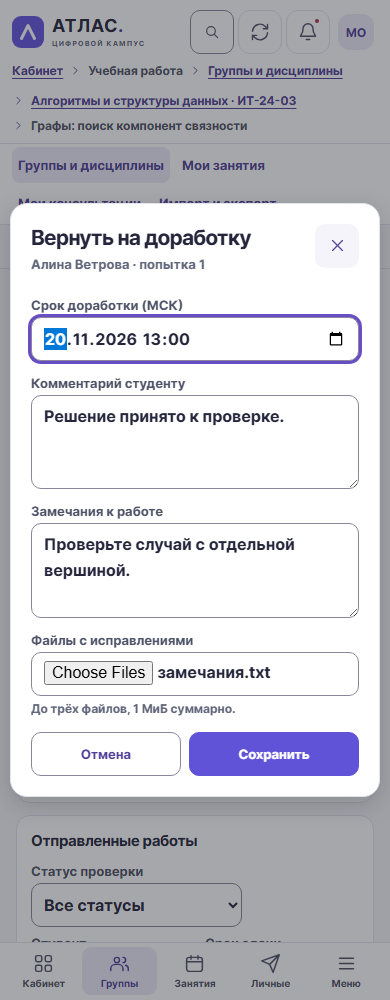 АТЛАС.
ЦИФРОВОЙ КАМПУС
МО
Кабинет > Учебная работа > Группы и дисциплины
> Алгоритмы и структуры данных · ИТ-24-03
> Графы: поиск компонент связности
Группы и дисциплины Мои занятия
Вернуть на доработку
Алина Ветрова · попытка 1
Срок доработки (МСК)
20.11.2026 13:00
Комментарий студенту
Решение принято к проверке.
Замечания к работе
Проверьте случай с отдельной
вершиной.
Файлы с исправлениями
Choose Files замечания.txt
До трёх файлов, 1 МиБ суммарно.
Отмена
Сохранить
Отправленные работы
Статус проверки
Все статусы
Кабинет
Группы
Занятия
Личные
Меню